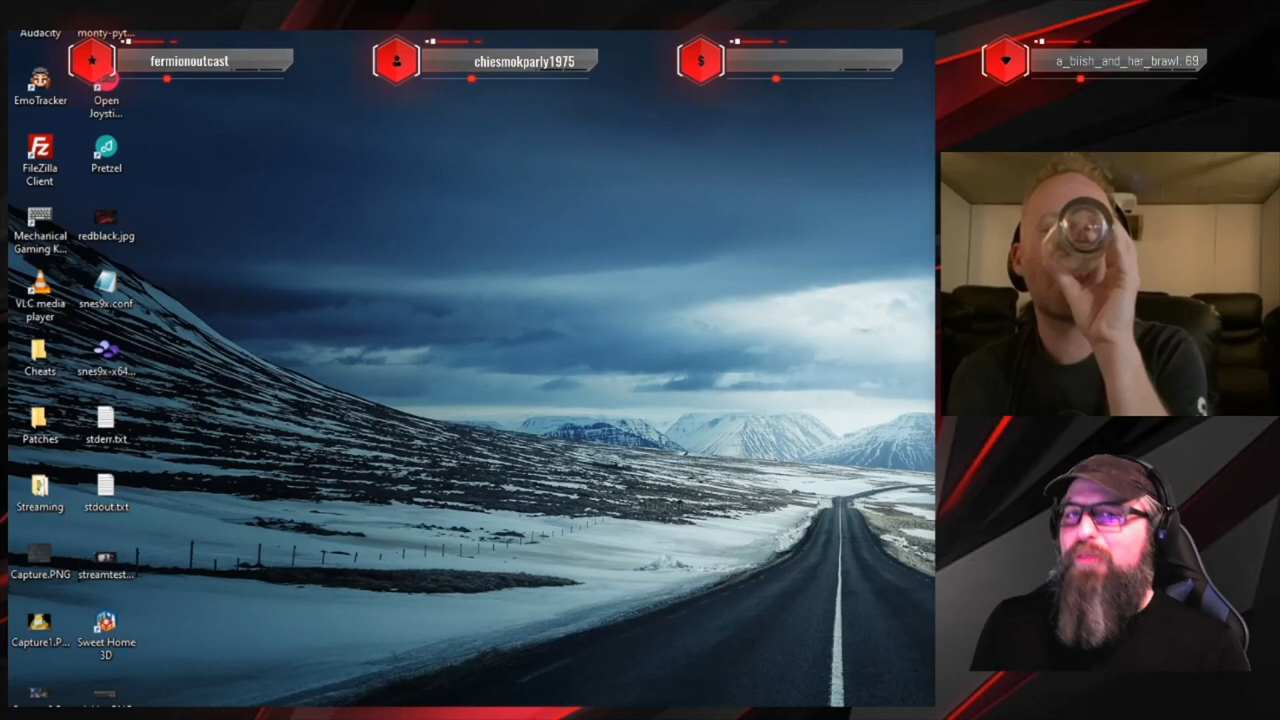 Audacity
monty-pyt...
fermionoutcast
chiesmokparly1975
$
a_biish_and_her_brawl: 69
EmoTracker
Open
Joysti...
FileZilla
Client
Pretzel
Mechanical
Gaming K...
redblack.jpg
VLC media
player
snes9x.conf
Cheats
snes9x-x64...
Patches
stderr.txt
Streaming
stdout.txt
Capture.PNG
streamtest...
Capture1.P...
Sweet Home
3D